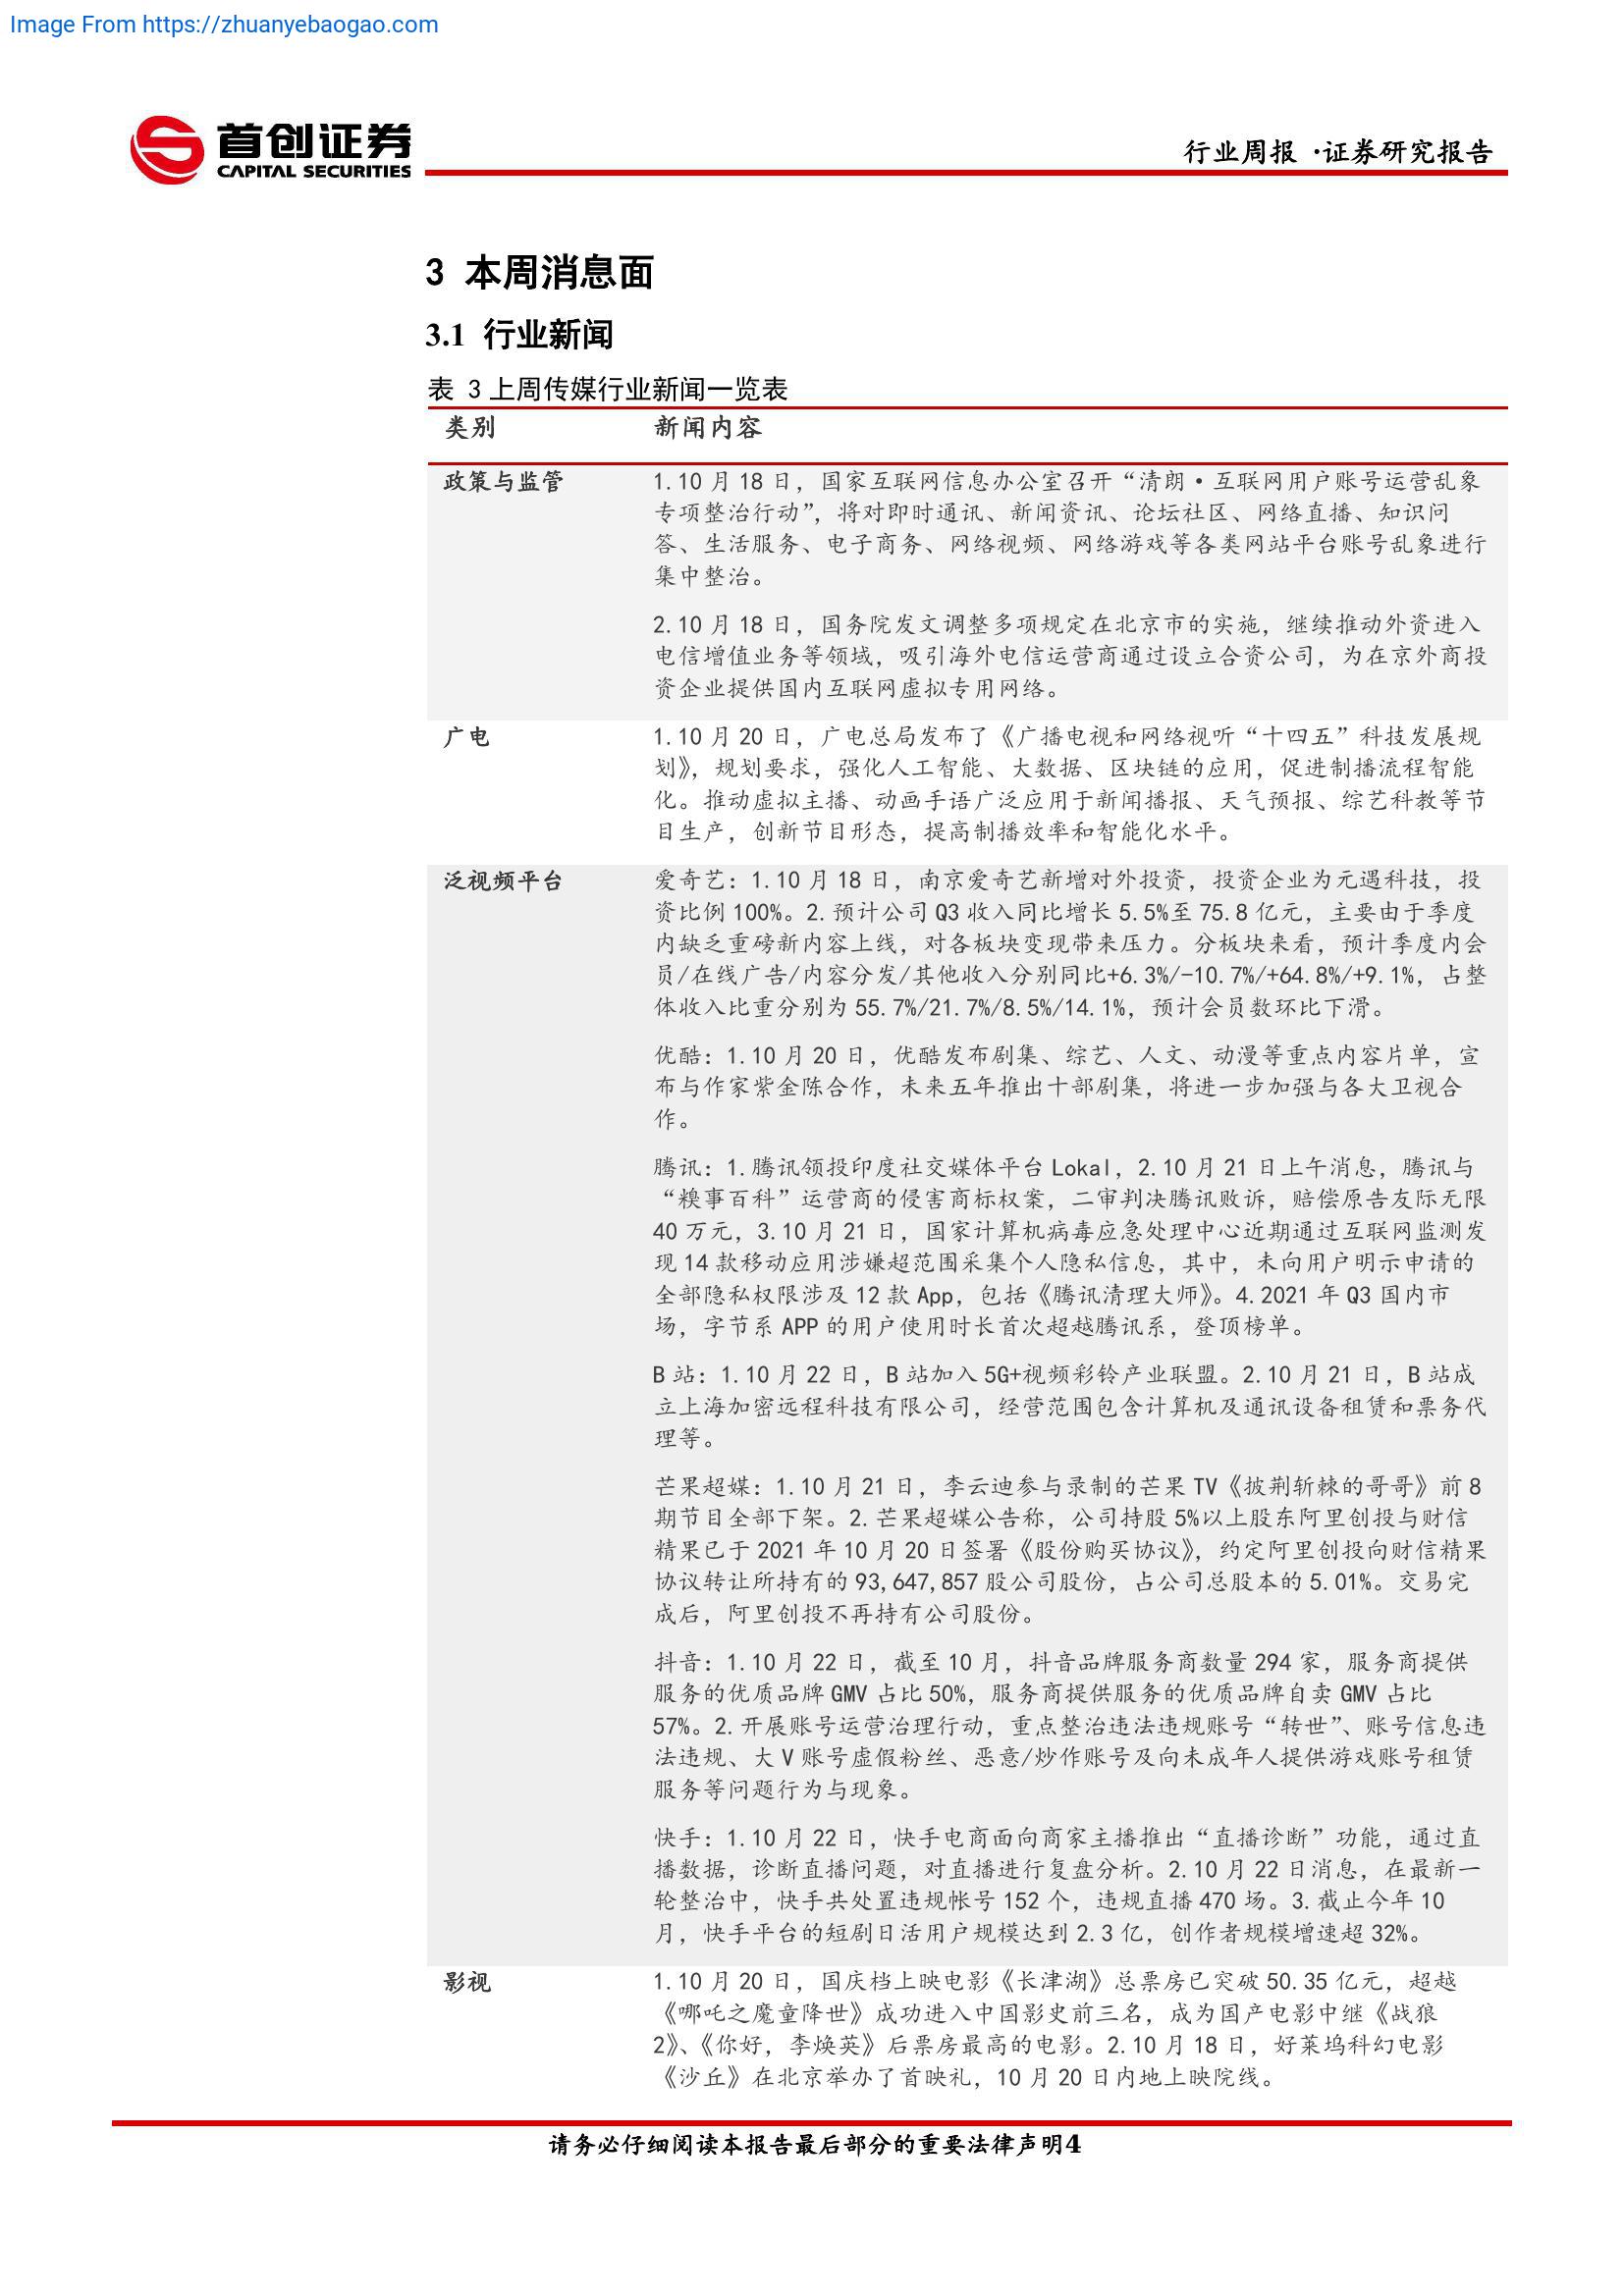 Image From https://zhuanyebaogao.com
首创证券
CAPITAL SECURITIES
行业周报 ·证券研究报告
3 本周消息面
3.1 行业新闻
表 3 上周传媒行业新闻一览表
类别 新闻内容
政策与监管 1.10 月 18 日，国家互联网信息办公室召开“清朗·互联网用户账号运营乱象
专项整治行动”，将对即时通讯、新闻资讯、论坛社区、网络直播、知识问
答、生活服务、电子商务、网络视频、网络游戏等各类网站平台账号乱象进行
集中整治。
2.10 月 18 日，国务院发文调整多项规定在北京市的实施，继续推动外资进入
电信增值业务等领域，吸引海外电信运营商通过设立合资公司，为在京外商投
资企业提供国内互联网虚拟专用网络。
广电 1.10 月 20 日，广电总局发布了《广播电视和网络视听“十四五”科技发展规
划》，规划要求，强化人工智能、大数据、区块链的应用，促进制播流程智能
化。推动虚拟主播、动画手语广泛应用于新闻播报、天气预报、综艺科教等节
目生产，创新节目形态，提高制播效率和智能化水平。
泛视频平台 爱奇艺：1.10 月 18 日，南京爱奇艺新增对外投资，投资企业为元遇科技，投
资比例 100%。2.预计公司 Q3 收入同比增长 5.5%至 75.8 亿元，主要由于季度
内缺乏重磅新内容上线，对各板块变现带来压力。分板块来看，预计季度内会
员/在线广告/内容分发/其他收入分别同比+6.3%/-10.7%/+64.8%/+9.1%，占整
体收入比重分别为 55.7%/21.7%/8.5%/14.1%，预计会员数环比下滑。
优酷：1.10 月 20 日，优酷发布剧集、综艺、人文、动漫等重点内容片单，宣
布与作家紫金陈合作，未来五年推出十部剧集，将进一步加强与各大卫视合
作。
腾讯：1.腾讯领投印度社交媒体平台 Lokal，2.10 月 21 日上午消息，腾讯与
“糗事百科”运营商的侵害商标权案，二审判决腾讯败诉，赔偿原告友际无限
40 万元，3.10 月 21 日，国家计算机病毒应急处理中心近期通过互联网监测发
现 14 款移动应用涉嫌超范围采集个人隐私信息，其中，未向用户明示申请的
全部隐私权限涉及 12 款 App，包括《腾讯清理大师》。4.2021 年 Q3 国内市
场，字节系 APP 的用户使用时长首次超越腾讯系，登顶榜单。
B 站：1.10 月 22 日，B 站加入 5G+视频彩铃产业联盟。2.10 月 21 日，B 站成
立上海加密远程科技有限公司，经营范围包含计算机及通讯设备租赁和票务代
理等。
芒果超媒：1.10 月 21 日，李云迪参与录制的芒果 TV《披荆斩棘的哥哥》前 8
期节目全部下架。2.芒果超媒公告称，公司持股 5%以上股东阿里创投与财信
精果已于 2021 年 10 月 20 日签署《股份购买协议》，约定阿里创投向财信精果
协议转让所持有的 93,647,857 股公司股份，占公司总股本的 5.01%。交易完
成后，阿里创投不再持有公司股份。
抖音：1.10 月 22 日，截至 10 月，抖音品牌服务商数量 294 家，服务商提供
服务的优质品牌 GMV 占比 50%，服务商提供服务的优质品牌自卖 GMV 占比
57%。2.开展账号运营治理行动，重点整治违法违规账号“转世”、账号信息违
法违规、大 V 账号虚假粉丝、恶意/炒作账号及向未成年人提供游戏账号租赁
服务等问题行为与现象。
快手：1.10 月 22 日，快手电商面向商家主播推出“直播诊断”功能，通过直
播数据，诊断直播问题，对直播进行复盘分析。2.10 月 22 日消息，在最新一
轮整治中，快手共处置违规帐号 152 个，违规直播 470 场。3.截止今年 10
月，快手平台的短剧日活用户规模达到 2.3 亿，创作者规模增速超 32%。
影视 1.10 月 20 日，国庆档上映电影《长津湖》总票房已突破 50.35 亿元，超越
《哪吒之魔童降世》成功进入中国影史前三名，成为国产电影中继《战狼
2》、《你好，李焕英》后票房最高的电影。2.10 月 18 日，好莱坞科幻电影
《沙丘》在北京举办了首映礼，10 月 20 日内地上映院线。
请务必仔细阅读本报告最后部分的重要法律声明4